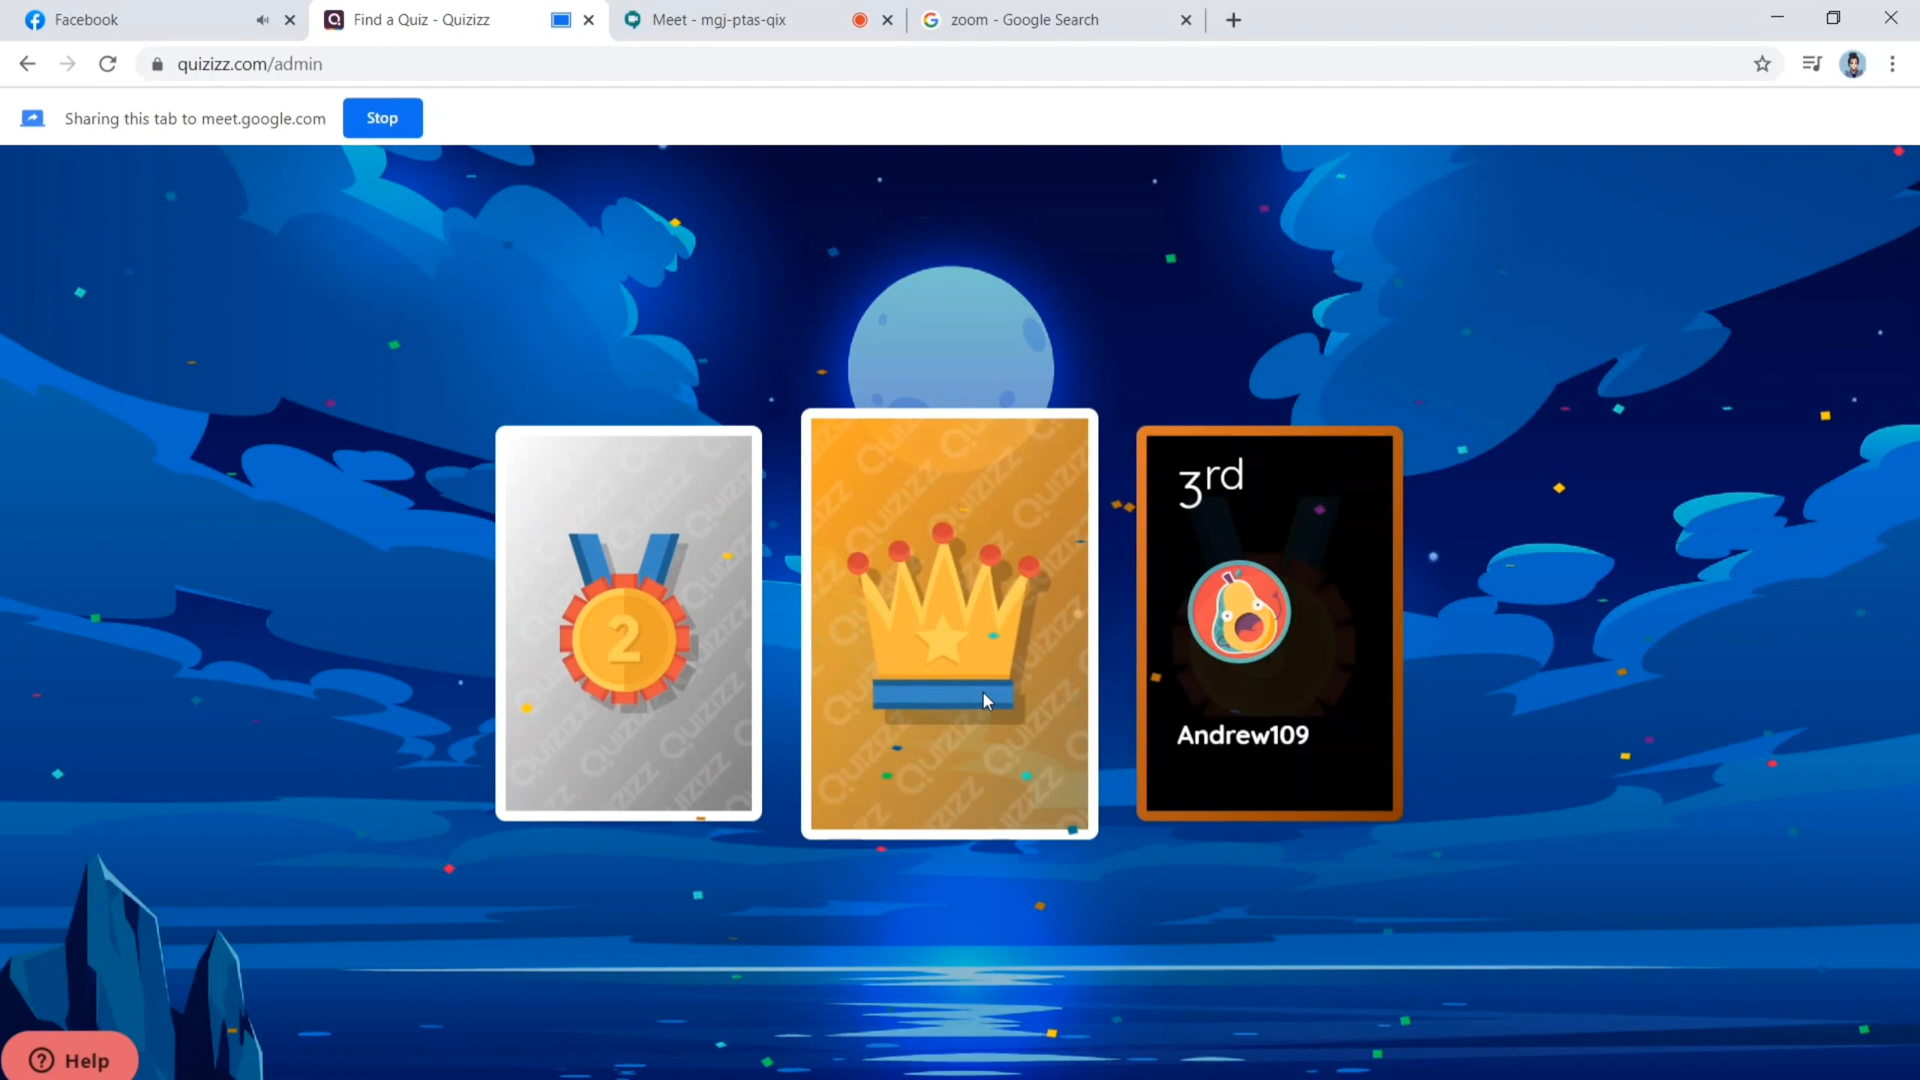 Facebook
Find a Quiz - Quizizz
Meet - mgj-ptas-qix
zoom - Google Search
quizizz.com/admin
Sharing this tab to meet.google.com
Stop
2
3rd
Andrew109
Quizizz
Help